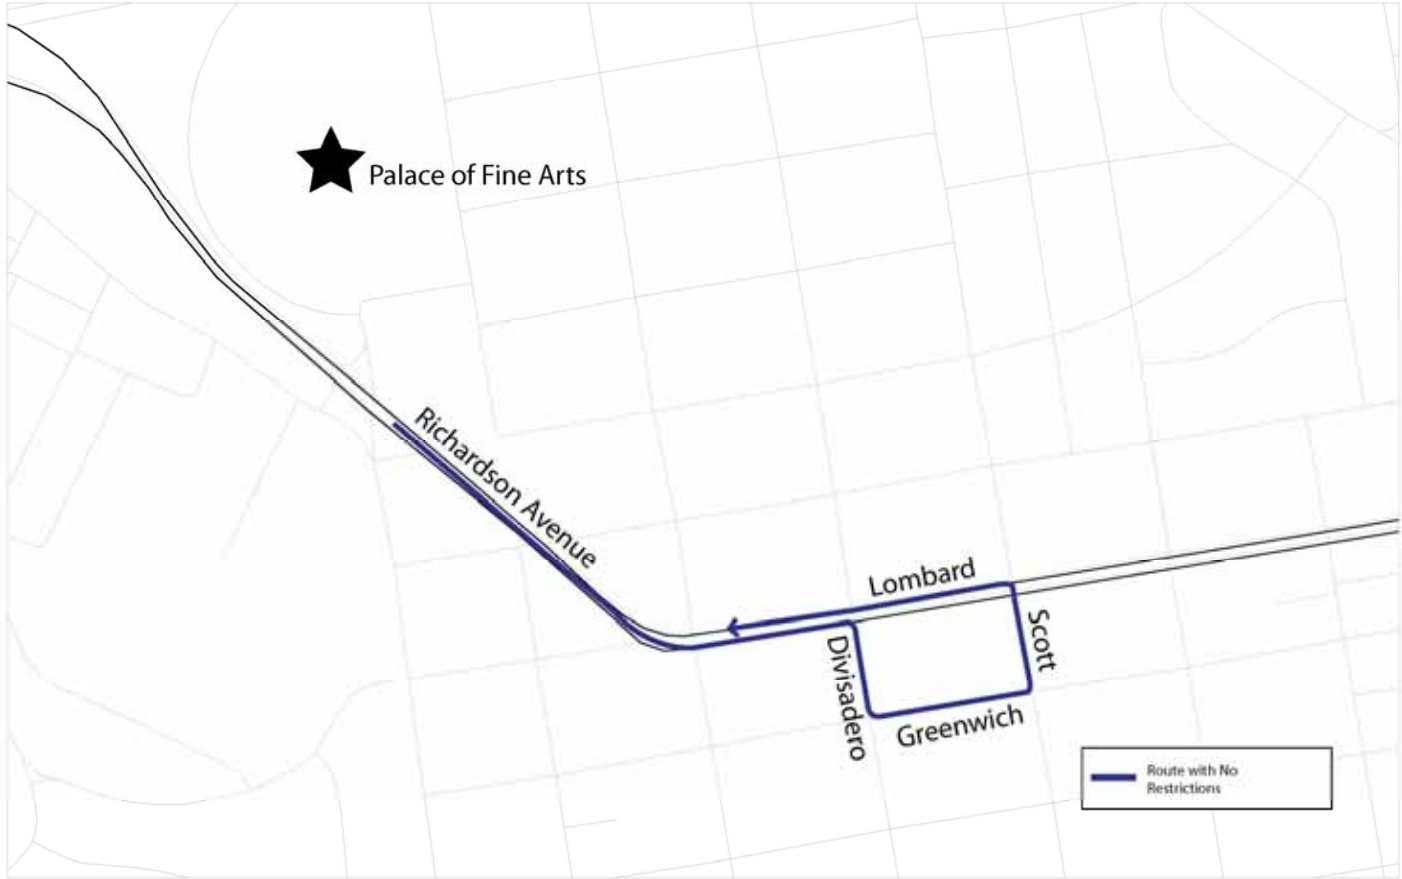 Palace of Fine Arts
Richardson Avenue
Lombard
Scott
Divisadero
Greenwich
Route with No
Restrictions